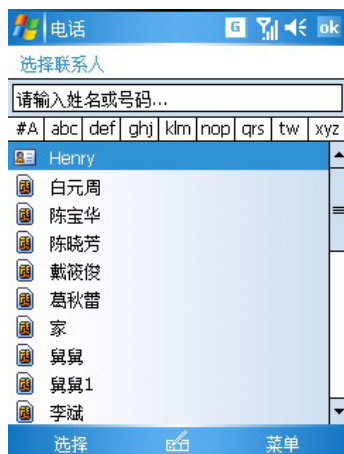 电话 G ok
选择联系人
请输入姓名或号码...
#A abc def ghj klm nop qrs tw xyz
Henry
白元周
陈宝华
陈晓芳
戴筱俊
葛秋蕾
家
舅舅
舅舅1
李斌
选择 菜单